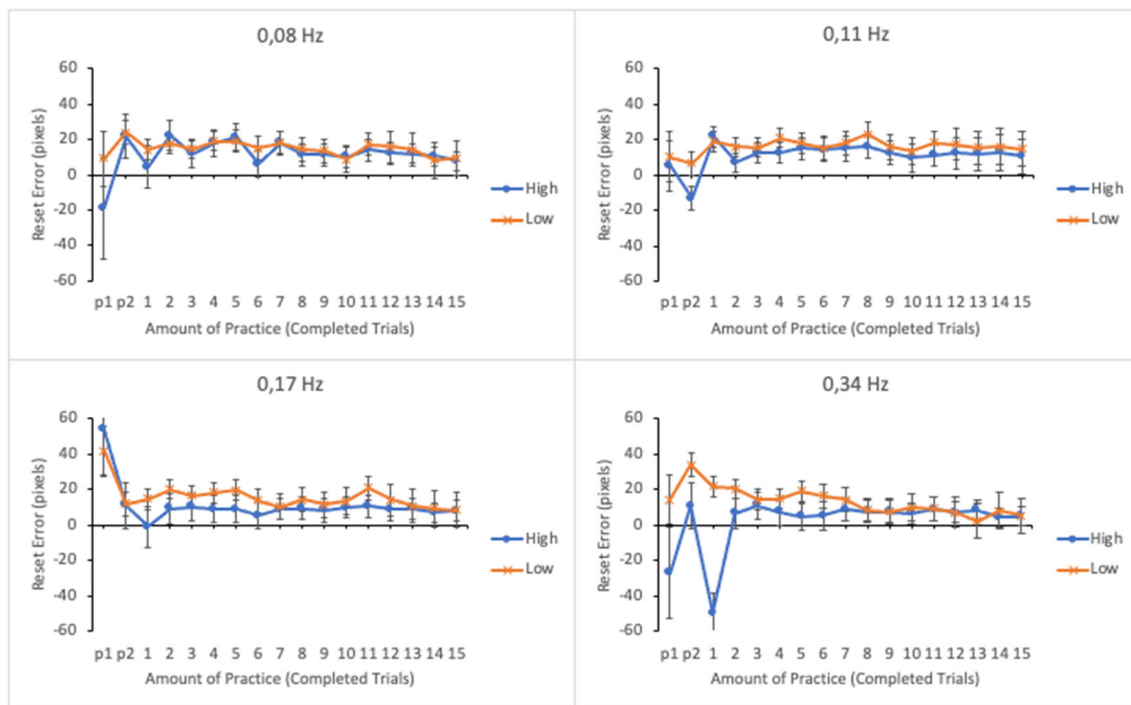 0,08 Hz
60
40
20
0
-20
-40
-60
Reset Error (pixels)
p1 p2 1 2 3 4 5 6 7 8 9 10 11 12 13 14 15
Amount of Practice (Completed Trials)
High
Low
0,11 Hz
60
40
20
0
-20
-40
-60
Reset Error (pixels)
p1 p2 1 2 3 4 5 6 7 8 9 10 11 12 13 14 15
Amount of Practice (Completed Trials)
High
Low
0,17 Hz
60
40
20
0
-20
-40
-60
Reset Error (pixels)
p1 p2 1 2 3 4 5 6 7 8 9 10 11 12 13 14 15
Amount of Practice (Completed Trials)
High
Low
0,34 Hz
60
40
20
0
-20
-40
-60
Reset Error (pixels)
p1 p2 1 2 3 4 5 6 7 8 9 10 11 12 13 14 15
Amount of Practice (Completed Trials)
High
Low